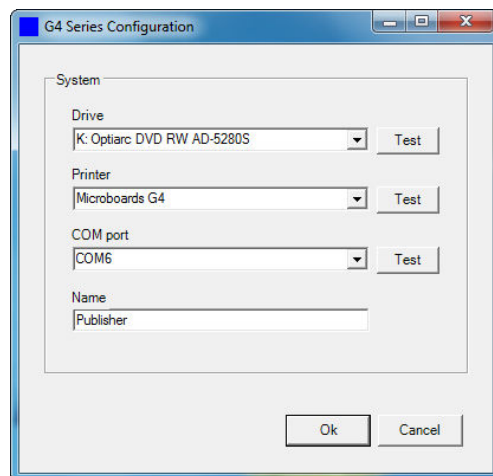 G4 Series Configuration
System
Drive
K: Optiarc DVD RW AD-5280S
Test
Printer
Microboards G4
Test
COM port
COM6
Test
Name
Publisher
Ok
Cancel